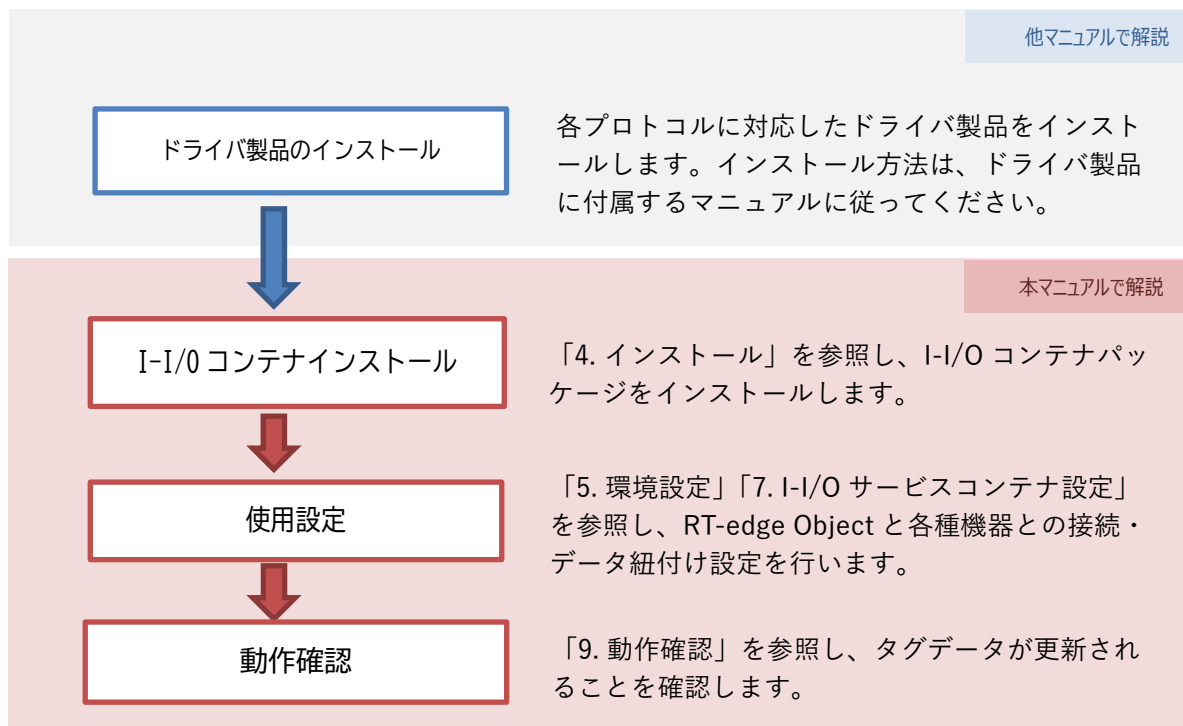 他マニュアルで解説
ドライバ製品のインストール
各プロトコルに対応したドライバ製品をインスト
ールします。インストール方法は、ドライバ製品
に付属するマニュアルに従ってください。
本マニュアルで解説
I-I/O コンテナインストール
「4. インストール」を参照し、I-I/O コンテナパッ
ケージをインストールします。
使用設定
「5. 環境設定」「7. I-I/O サービスコンテナ設定」
を参照し、RT-edge Object と各種機器との接続・
データ紐付け設定を行います。
動作確認
「9. 動作確認」を参照し、タグデータが更新され
ることを確認します。